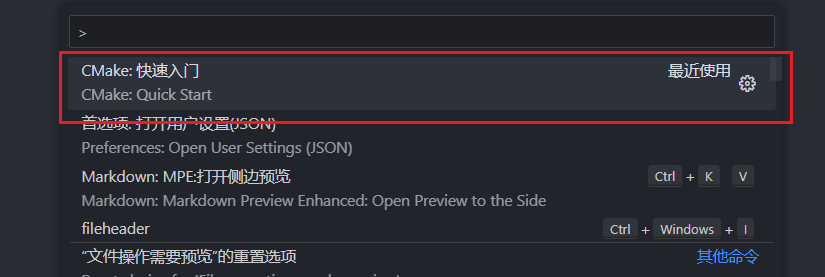 >
CMake: 快速入门 最近使用
CMake: Quick Start
首选项: 打开用户设置(JSON)
Preferences: Open User Settings (JSON)
Markdown: MPE:打开侧边预览 Ctrl + K V
Markdown: Markdown Preview Enhanced: Open Preview to the Side
fileheader Ctrl + Windows + I
“文件操作需要预览”的重置选项 其他命令